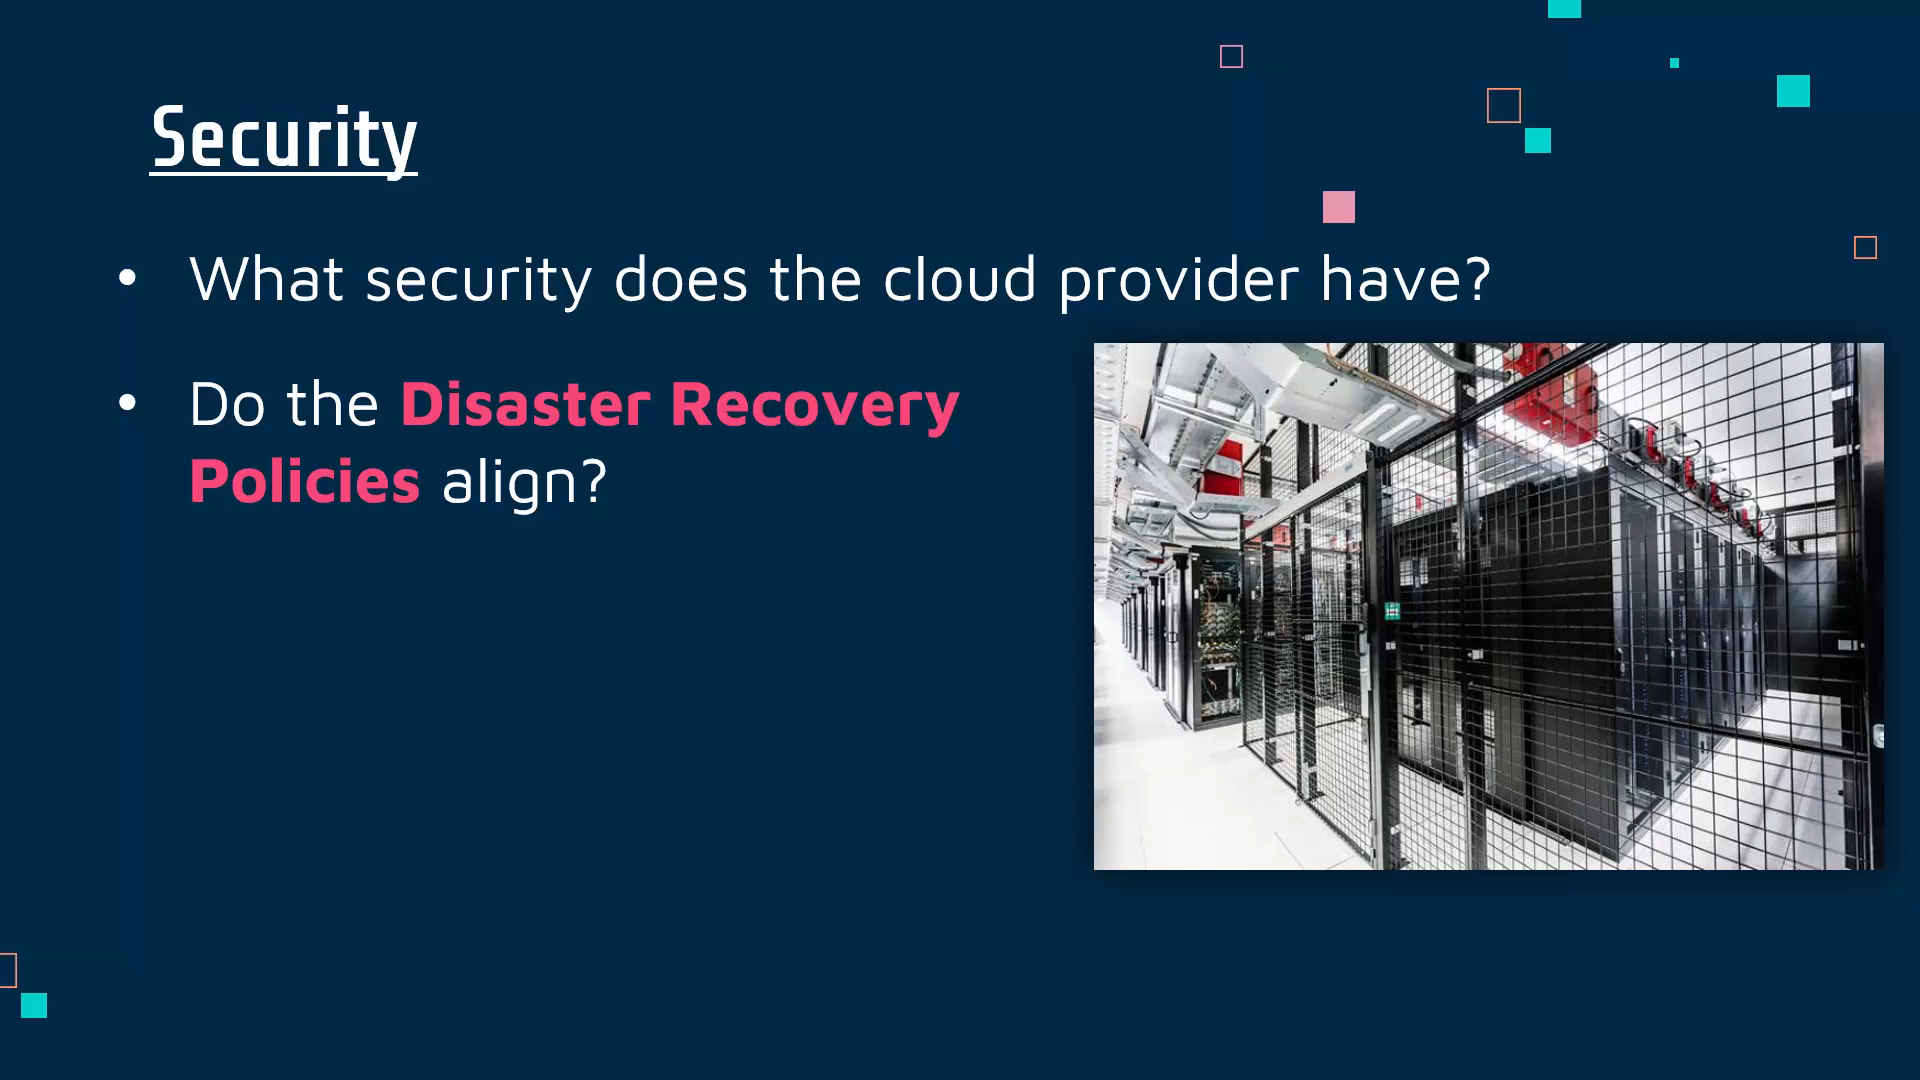 Security
• What security does the cloud provider have?
• Do the Disaster Recovery
Policies align?